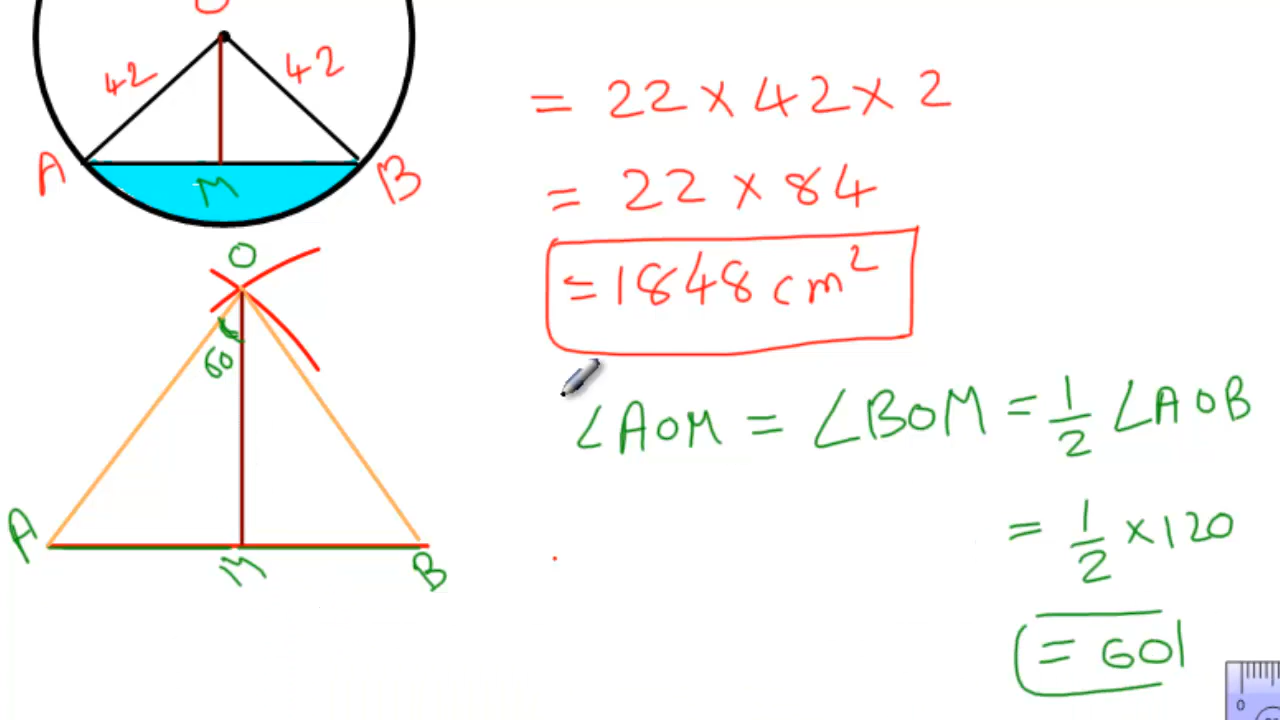 O
42 42
A M B
= 22 × 42 × 2
= 22 × 84
= 1848 cm²
O
60
A M B
∠AOM = ∠BOM = 1/2 ∠AOB
= 1/2 × 120
= 60
0